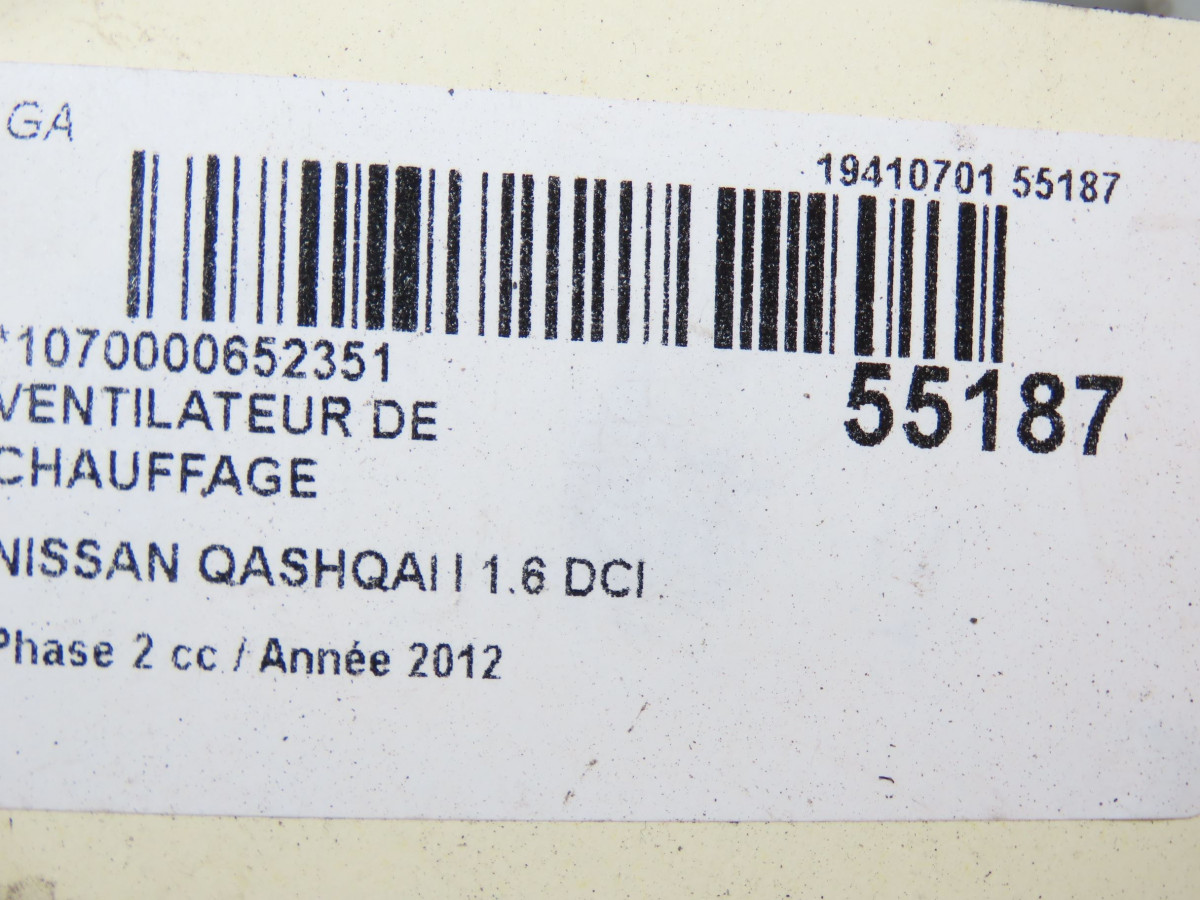 GA
19410701 55187
*1070000652351
55187
VENTILATEUR DE
CHAUFFAGE
NISSAN QASHQAI I 1.6 DCI
Phase 2 cc / Année 2012